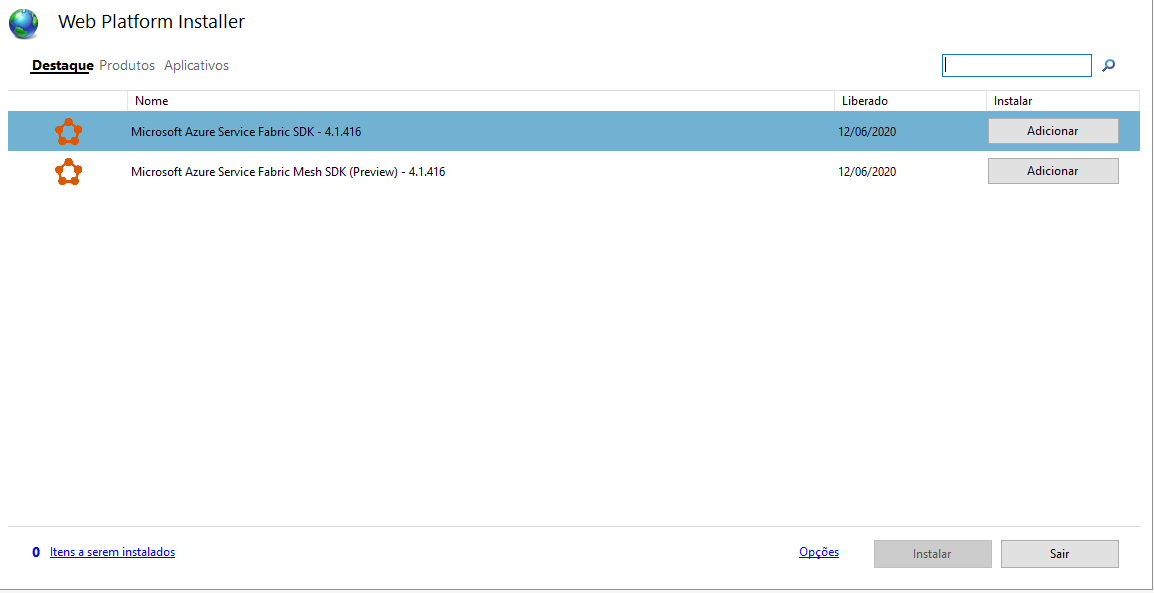 Web Platform Installer
Destaque Produtos Aplicativos
Nome Liberado Instalar
Microsoft Azure Service Fabric SDK - 4.1.416 12/06/2020 Adicionar
Microsoft Azure Service Fabric Mesh SDK (Preview) - 4.1.416 12/06/2020 Adicionar
0 Itens a serem instalados Opções Instalar Sair